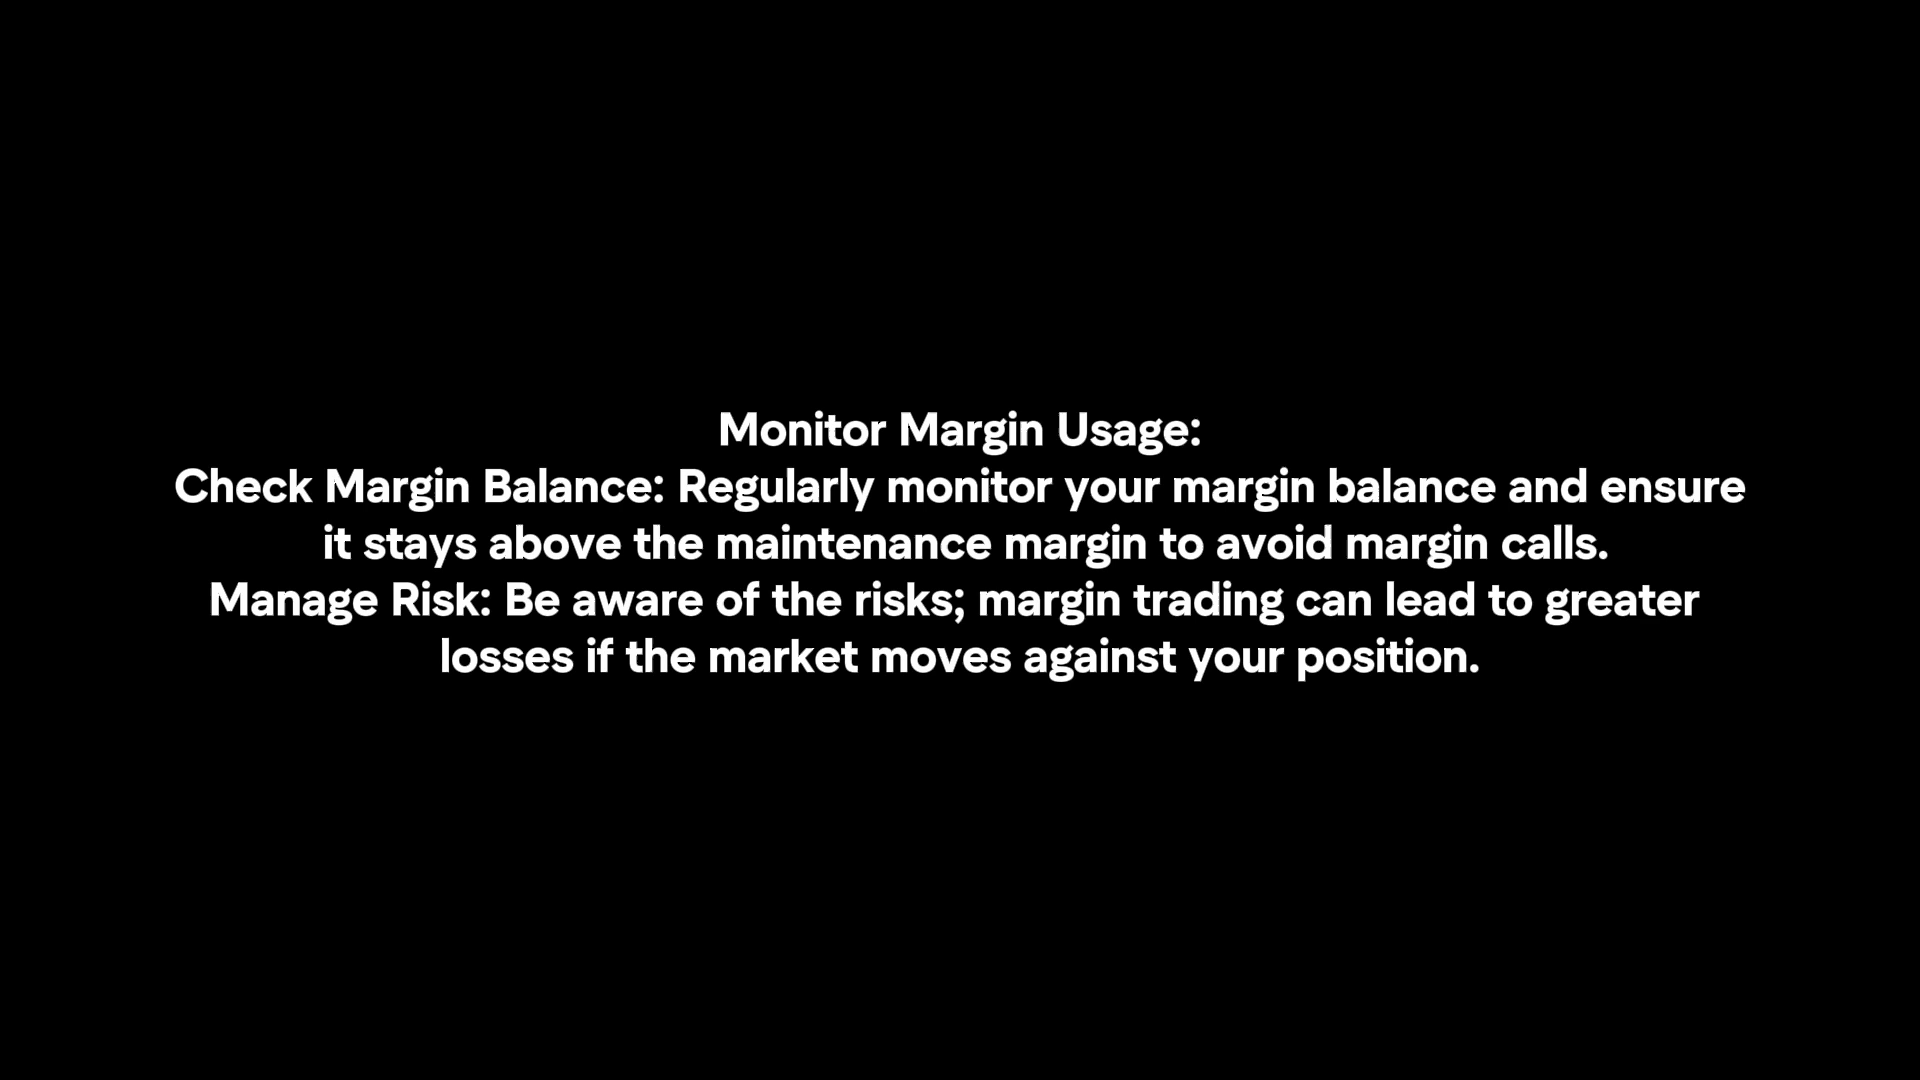 Monitor Margin Usage:
Check Margin Balance: Regularly monitor your margin balance and ensure
it stays above the maintenance margin to avoid margin calls.
Manage Risk: Be aware of the risks; margin trading can lead to greater
losses if the market moves against your position.